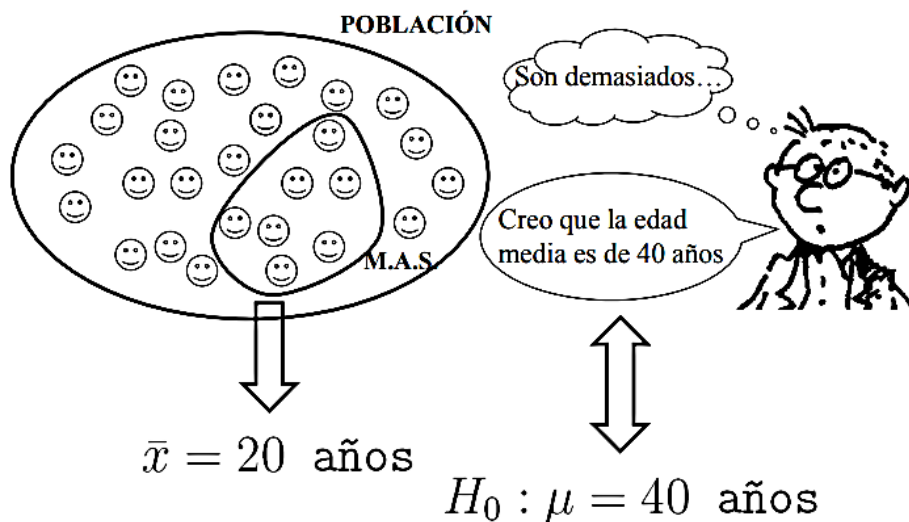 POBLACIÓN
Son demasiados…
Creo que la edad
media es de 40 años
M.A.S.
x̄ = 20 años
H₀ : μ = 40 años